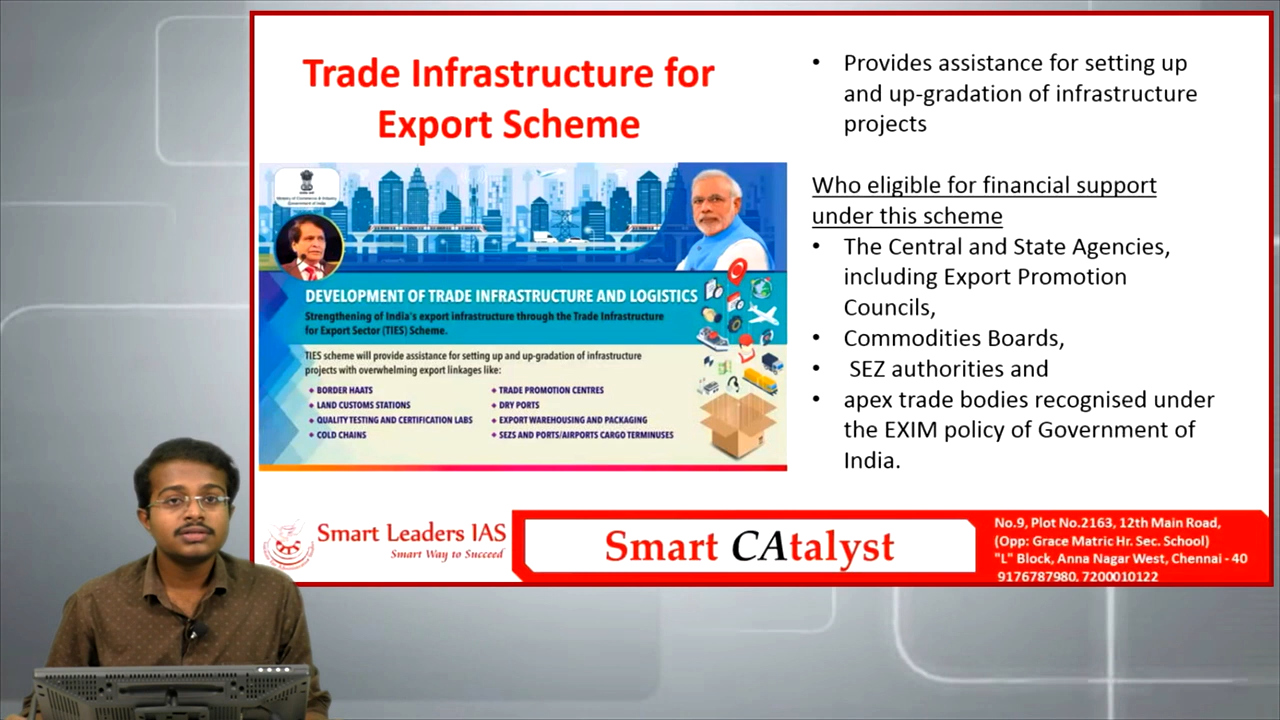 Trade Infrastructure for
Export Scheme
Ministry of Commerce & Industry
Government of India
DEVELOPMENT OF TRADE INFRASTRUCTURE AND LOGISTICS
Strengthening of India's export infrastructure through the Trade Infrastructure
for Export Sector (TIES) Scheme.
TIES scheme will provide assistance for setting up and up-gradation of infrastructure
projects with overwhelming export linkages like:
BORDER HAATS
LAND CUSTOMS STATIONS
QUALITY TESTING AND CERTIFICATION LABS
COLD CHAINS
TRADE PROMOTION CENTRES
DRY PORTS
EXPORT WAREHOUSING AND PACKAGING
SEZS AND PORTS/AIRPORTS CARGO TERMINUSES
• Provides assistance for setting up
and up-gradation of infrastructure
projects
Who eligible for financial support
under this scheme
• The Central and State Agencies,
including Export Promotion
Councils,
• Commodities Boards,
• SEZ authorities and
• apex trade bodies recognised under
the EXIM policy of Government of
India.
Smart Leaders IAS
Smart Way to Succeed
Smart CAtalyst
No.9, Plot No.2163, 12th Main Road,
(Opp: Grace Matric Hr. Sec. School)
"L" Block, Anna Nagar West, Chennai - 40
9176787980, 7200010122